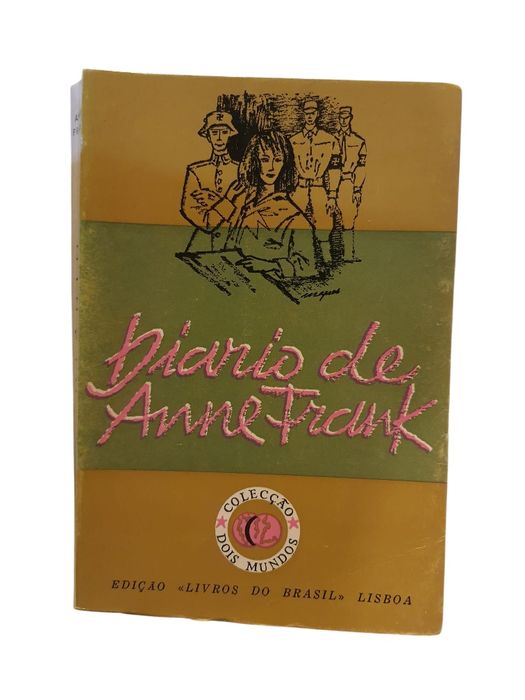 Diario de
Anne Frank
COLECÇÃO
DOIS MUNDOS
EDIÇÃO «LIVROS DO BRASIL» LISBOA